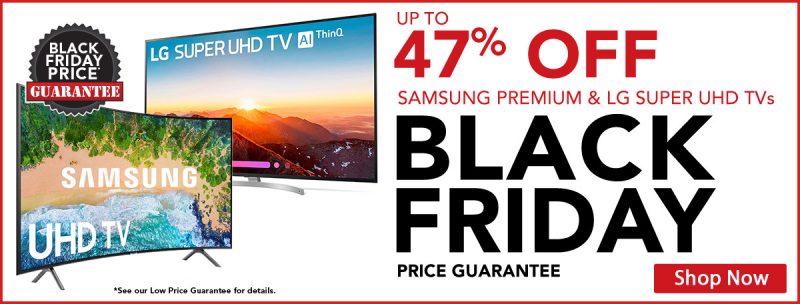 BLACK
FRIDAY
PRICE*
GUARANTEE
LG SUPER UHD TV AI ThinQ
SAMSUNG
UHD TV
*See our Low Price Guarantee for details.
UP TO
47% OFF
SAMSUNG PREMIUM & LG SUPER UHD TVs
BLACK
FRIDAY
PRICE GUARANTEE
Shop Now